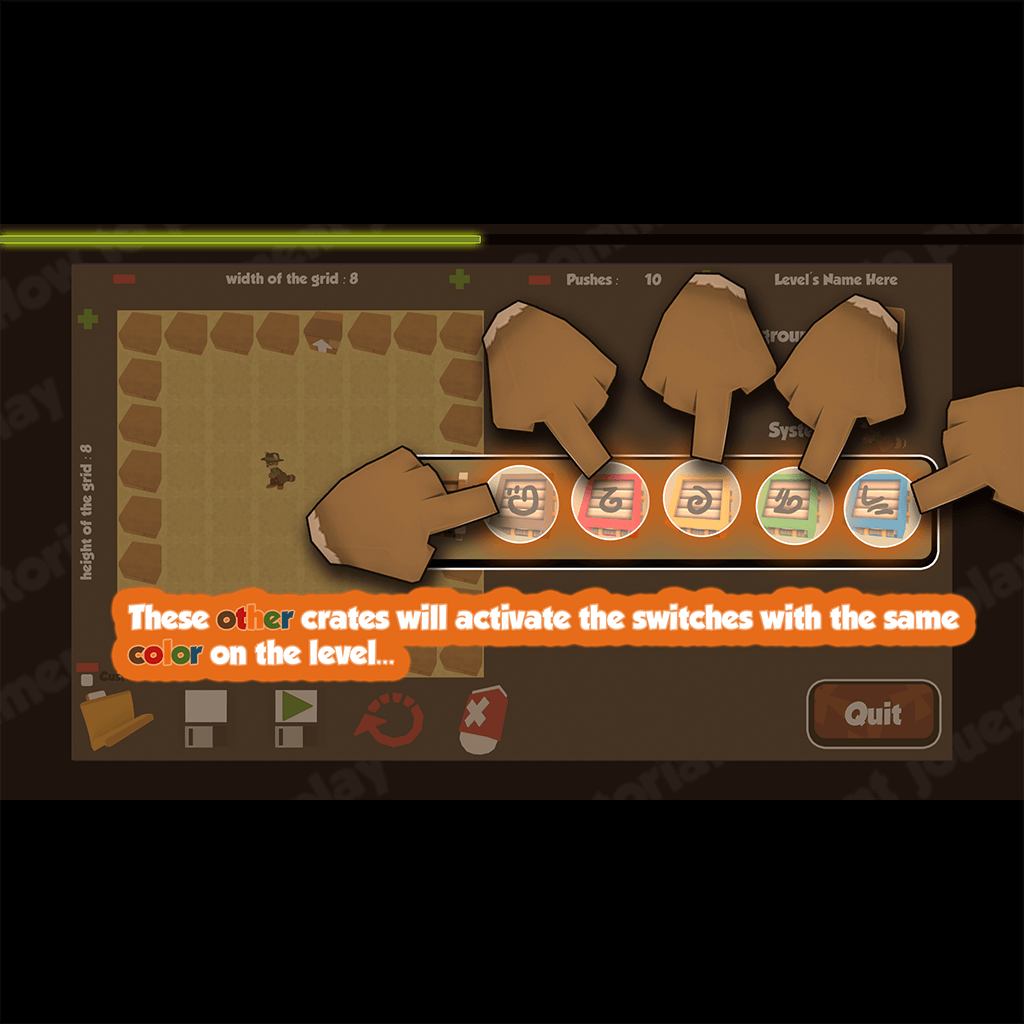 width of the grid : 8
Pushes : 10
Level's Name Here
height of the grid : 8
These other crates will activate the switches with the same
color on the level...
Quit